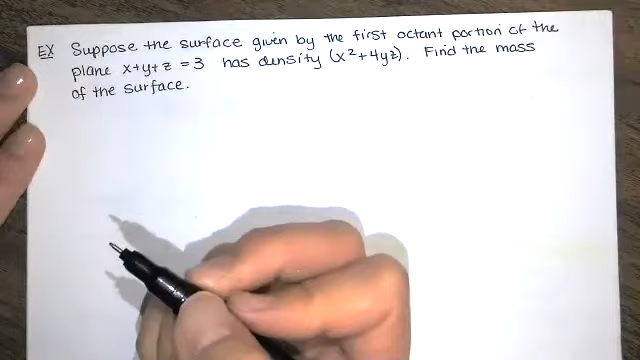 EX Suppose the surface given by the first octant portion of the
plane x+y+z = 3 has density (x²+4yz). Find the mass
of the surface.